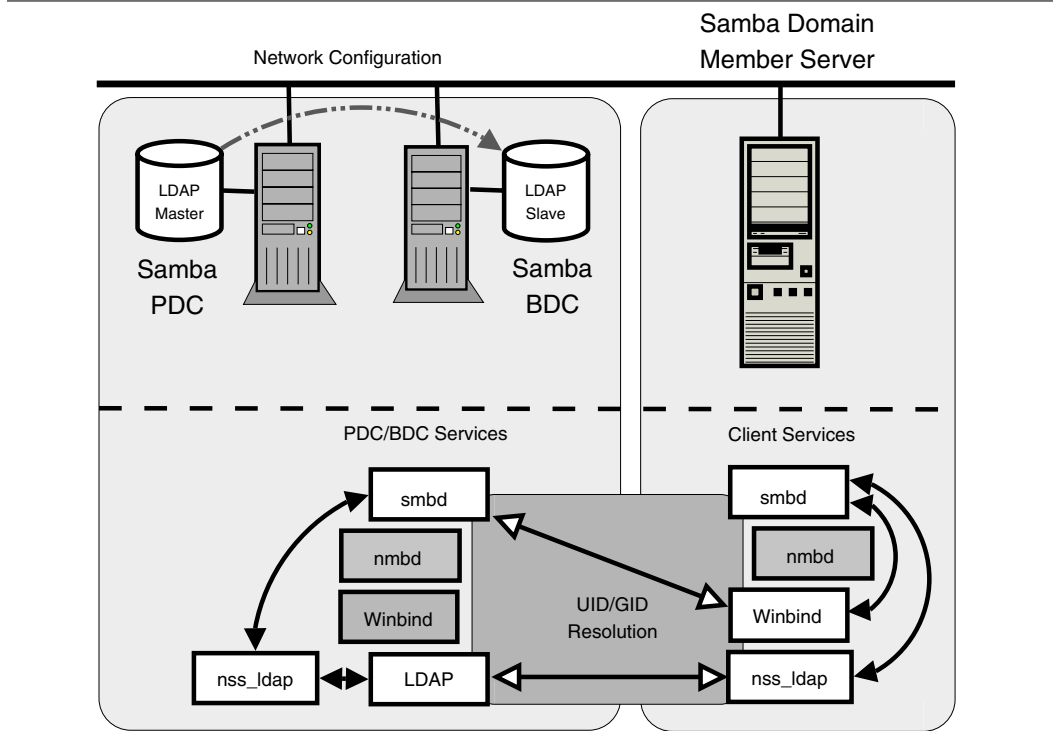 Samba Domain
Member Server
Network Configuration
LDAP
Master
LDAP
Slave
Samba
PDC
Samba
BDC
PDC/BDC Services
Client Services
smbd
smbd
nmbd
nmbd
Winbind
UID/GID
Resolution
Winbind
nss_ldap
LDAP
nss_ldap